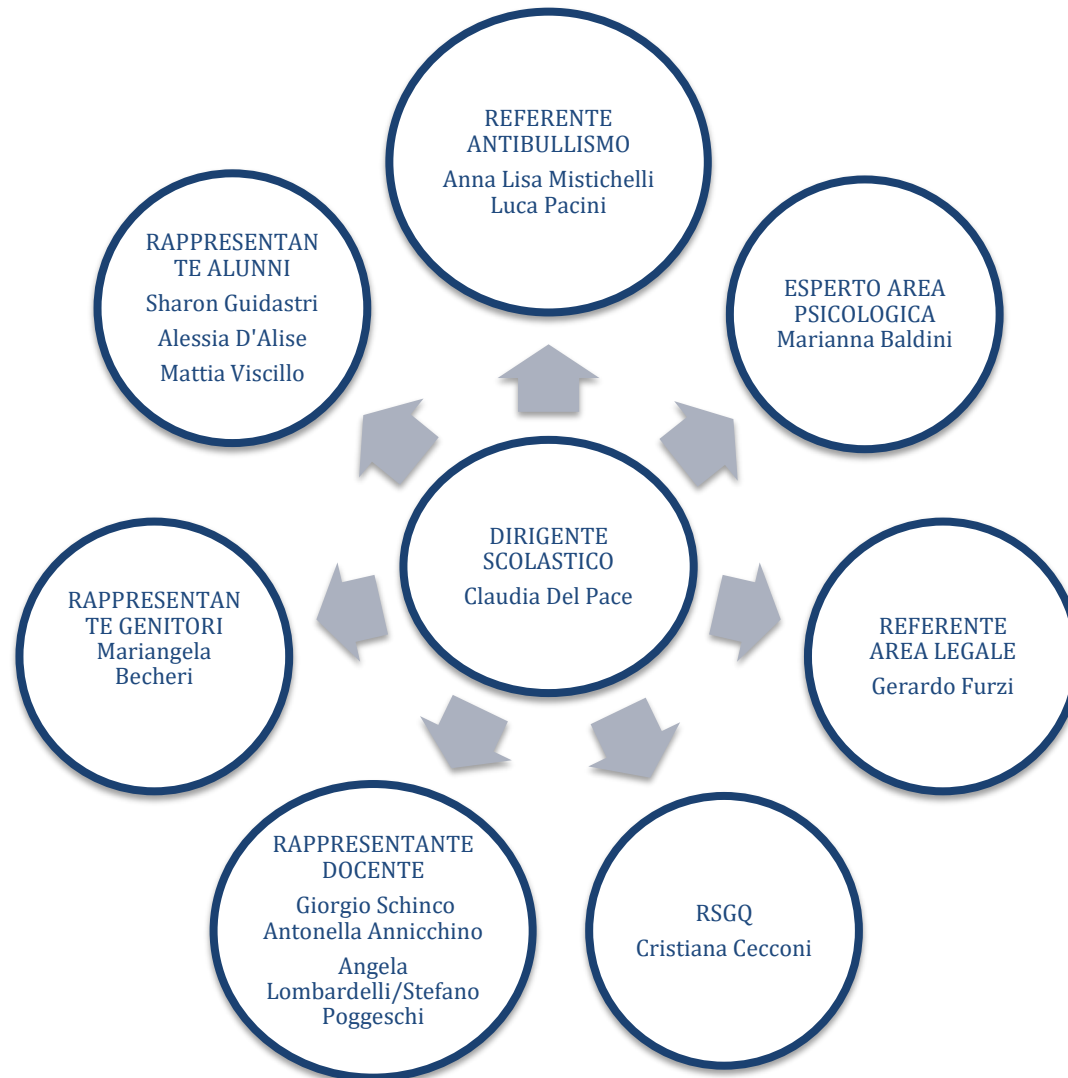 REFERENTE
ANTIBULLISMO
Anna Lisa Mistichelli
Luca Pacini
RAPPRESENTAN
TE ALUNNI
Sharon Guidastri
Alessia D'Alise
Mattia Viscillo
ESPERTO AREA
PSICOLOGICA
Marianna Baldini
DIRIGENTE
SCOLASTICO
Claudia Del Pace
RAPPRESENTAN
TE GENITORI
Mariangela
Becheri
REFERENTE
AREA LEGALE
Gerardo Furzi
RAPPRESENTANTE
DOCENTE
Giorgio Schinco
Antonella Annicchino
Angela
Lombardelli/Stefano
Poggeschi
RSGQ
Cristiana Cecconi